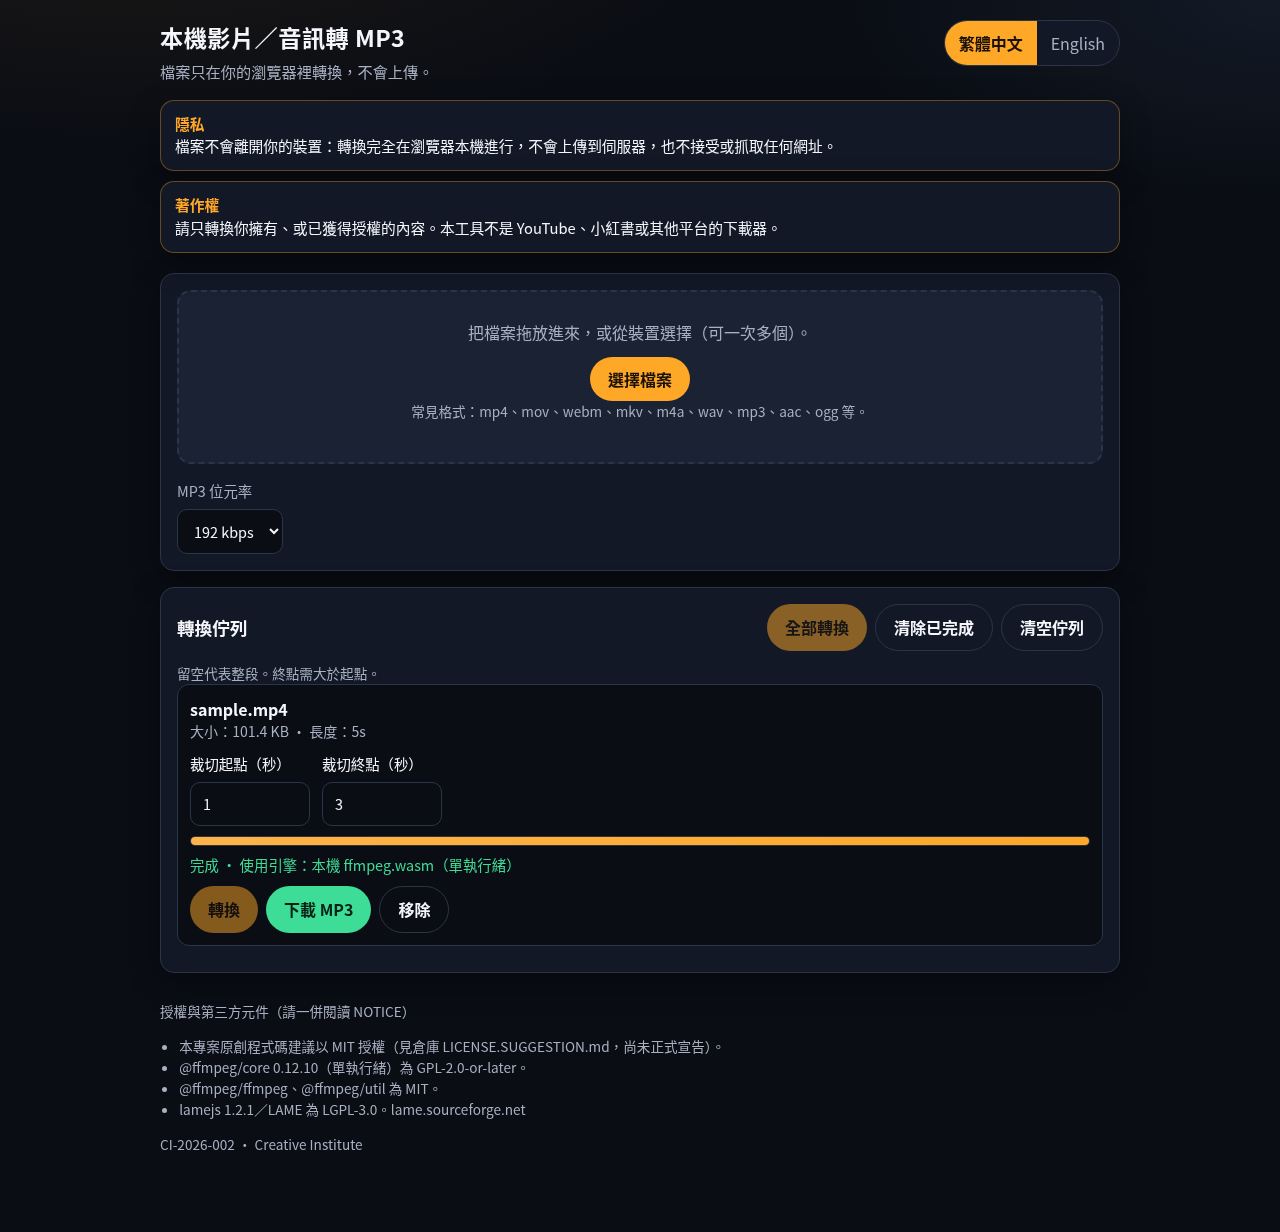 本機影片／音訊轉 MP3
繁體中文 English
檔案只在你的瀏覽器裡轉換，不會上傳。
隱私
檔案不會離開你的裝置：轉換完全在瀏覽器本機進行，不會上傳到伺服器，也不接受或抓取任何網址。
著作權
請只轉換你擁有、或已獲得授權的內容。本工具不是 YouTube、小紅書或其他平台的下載器。
把檔案拖放進來，或從裝置選擇（可一次多個）。
選擇檔案
常見格式：mp4、mov、webm、mkv、m4a、wav、mp3、aac、ogg 等。
MP3 位元率
192 kbps
轉換佇列
全部轉換 清除已完成 清空佇列
留空代表整段。終點需大於起點。
sample.mp4
大小：101.4 KB · 長度：5s
裁切起點（秒） 裁切終點（秒）
1 3
完成 · 使用引擎：本機 ffmpeg.wasm（單執行緒）
轉換 下載 MP3 移除
授權與第三方元件（請一併閱讀 NOTICE）
• 本專案原創程式碼建議以 MIT 授權（見倉庫 LICENSE.SUGGESTION.md，尚未正式宣告）。
• @ffmpeg/core 0.12.10（單執行緒）為 GPL-2.0-or-later。
• @ffmpeg/ffmpeg、@ffmpeg/util 為 MIT。
• lamejs 1.2.1／LAME 為 LGPL-3.0。lame.sourceforge.net
CI-2026-002 · Creative Institute